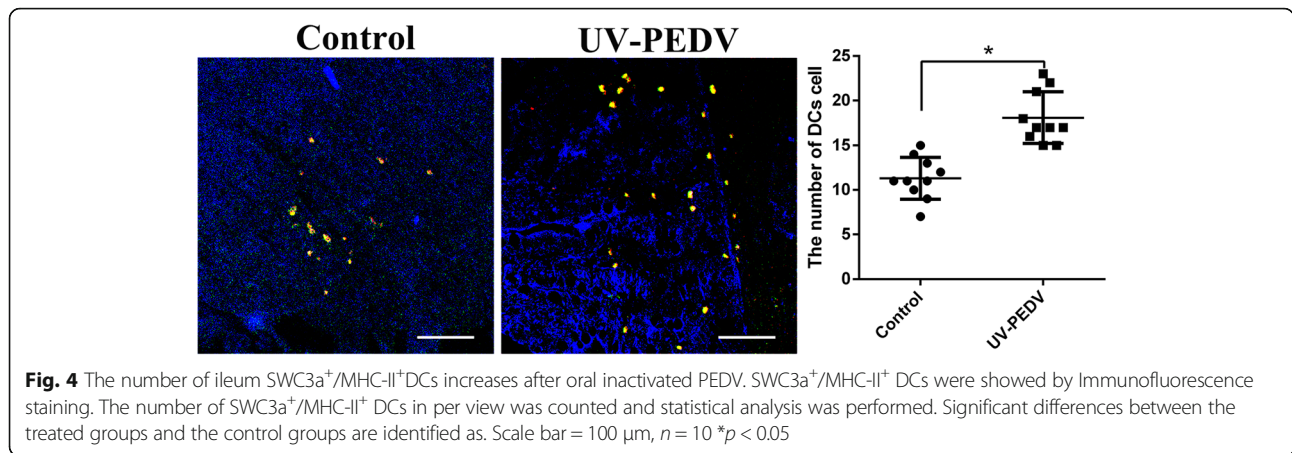 Control
UV-PEDV
The number of DCs cell
25
20
15
10
5
0
*
Control
UV-PEDV
Fig. 4 The number of ileum SWC3a+/MHC-II+DCs increases after oral inactivated PEDV. SWC3a+/MHC-II+ DCs were showed by Immunofluorescence
staining. The number of SWC3a+/MHC-II+ DCs in per view was counted and statistical analysis was performed. Significant differences between the
treated groups and the control groups are identified as. Scale bar = 100 μm, n = 10 *p < 0.05